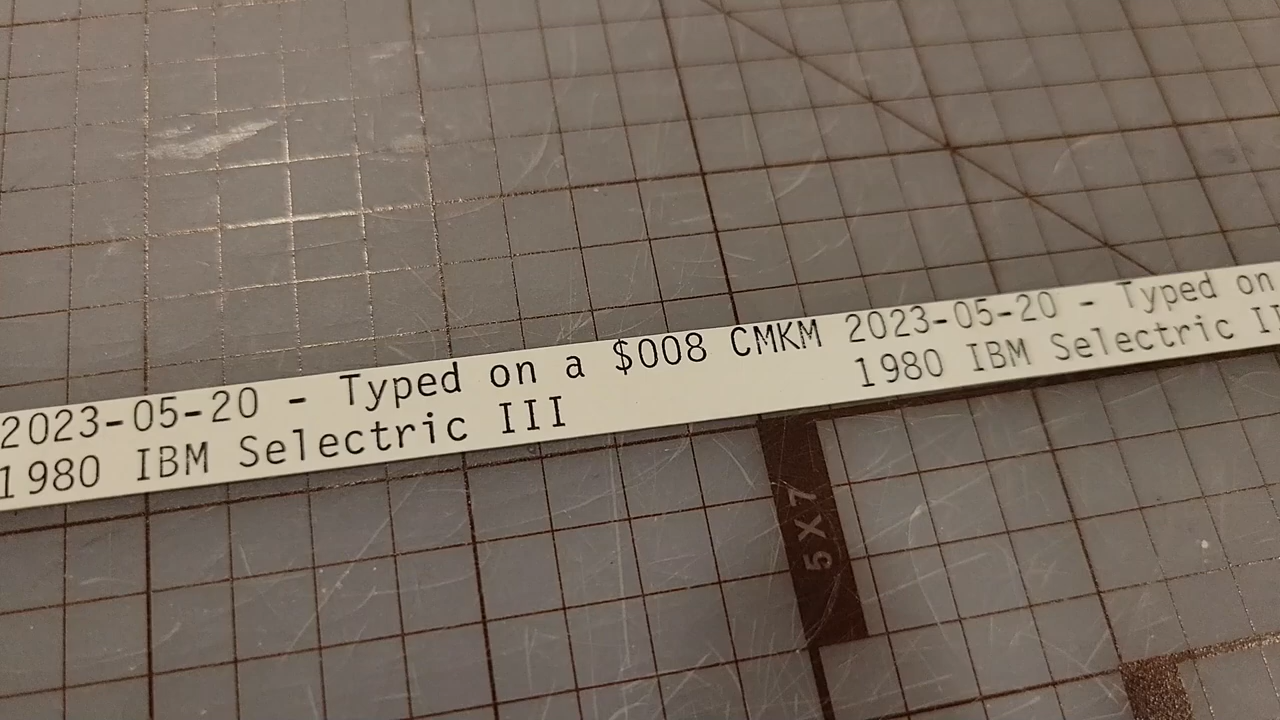 2023-05-20 - Typed on a $008 CMKM 2023-05-20 - Typed on
1980 IBM Selectric III 1980 IBM Selectric
5X7